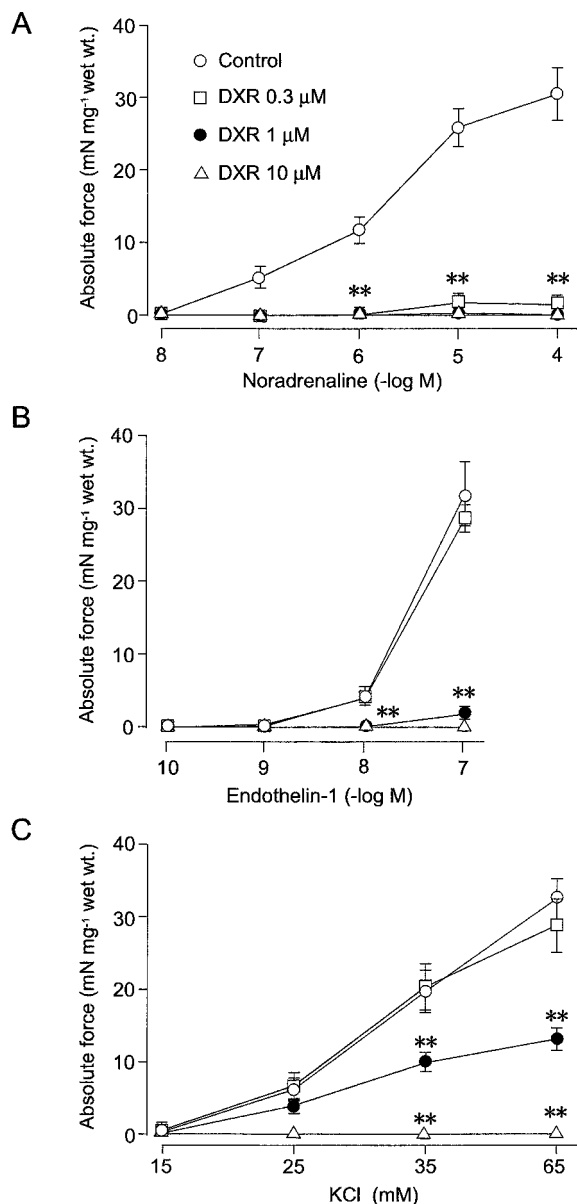 A
Absolute force (mN mg⁻¹ wet wt.)
40
30
20
10
0
Control
DXR 0.3 μM
DXR 1 μM
DXR 10 μM
** ** **
8 7 6 5 4
Noradrenaline (-log M)
B
Absolute force (mN mg⁻¹ wet wt.)
40
30
20
10
0
**
**
10 9 8 7
Endothelin-1 (-log M)
C
Absolute force (mN mg⁻¹ wet wt.)
40
30
20
10
0
**
**
** **
15 25 35 65
KCl (mM)